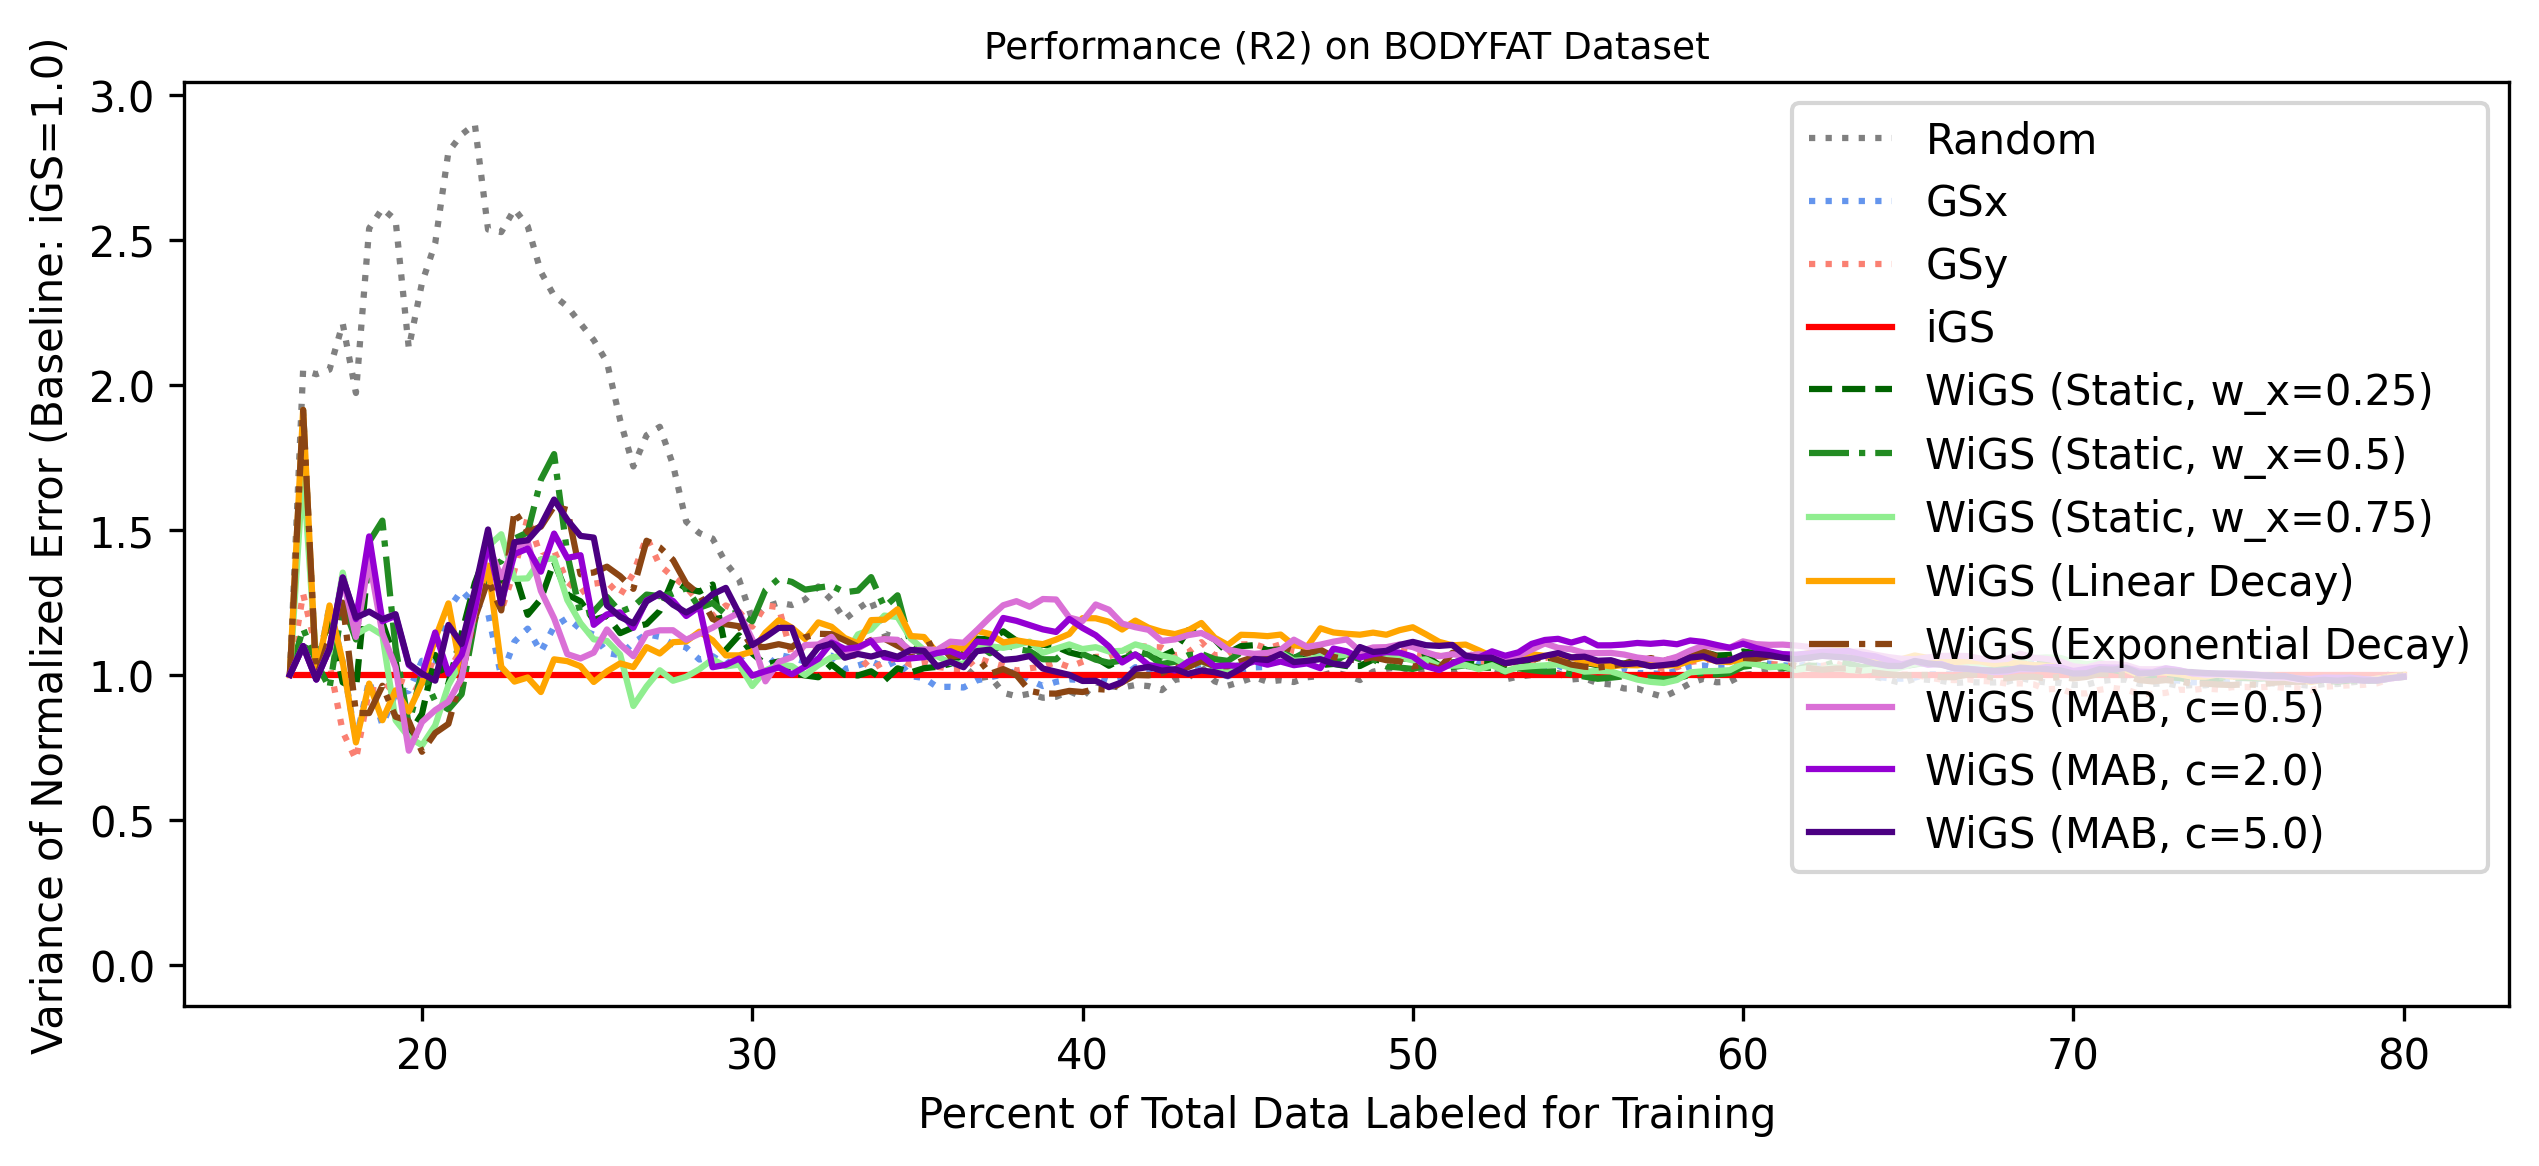 Performance (R2) on BODYFAT Dataset
Variance of Normalized Error (Baseline: iGS=1.0)
3.0
2.5
2.0
1.5
1.0
0.5
0.0
Random
GSx
GSy
iGS
WiGS (Static, w_x=0.25)
WiGS (Static, w_x=0.5)
WiGS (Static, w_x=0.75)
WiGS (Linear Decay)
WiGS (Exponential Decay)
WiGS (MAB, c=0.5)
WiGS (MAB, c=2.0)
WiGS (MAB, c=5.0)
20 30 40 50 60 70 80
Percent of Total Data Labeled for Training